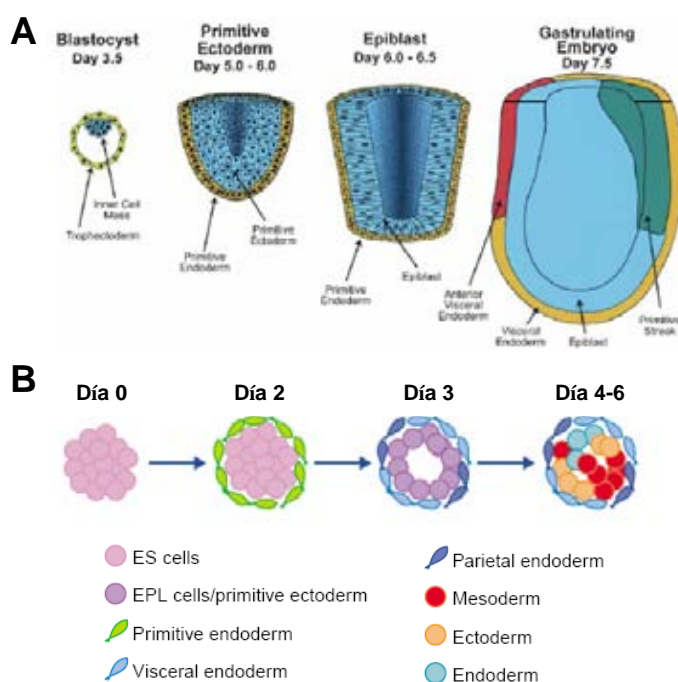 A
Blastocyst
Day 3.5
Primitive
Ectoderm
Day 5.0 - 6.0
Epiblast
Day 6.0 - 6.5
Gastrulating
Embryo
Day 7.5
Inner Cell
Mass
Trophectoderm
Primitive
Ectoderm
Primitive
Endoderm
Epiblast
Primitive
Endoderm
Anterior
Visceral
Endoderm
Visceral
Endoderm
Epiblast
Primitive
Streak
B
Día 0
Día 2
Día 3
Día 4-6
ES cells
EPL cells/primitive ectoderm
Primitive endoderm
Visceral endoderm
Parietal endoderm
Mesoderm
Ectoderm
Endoderm